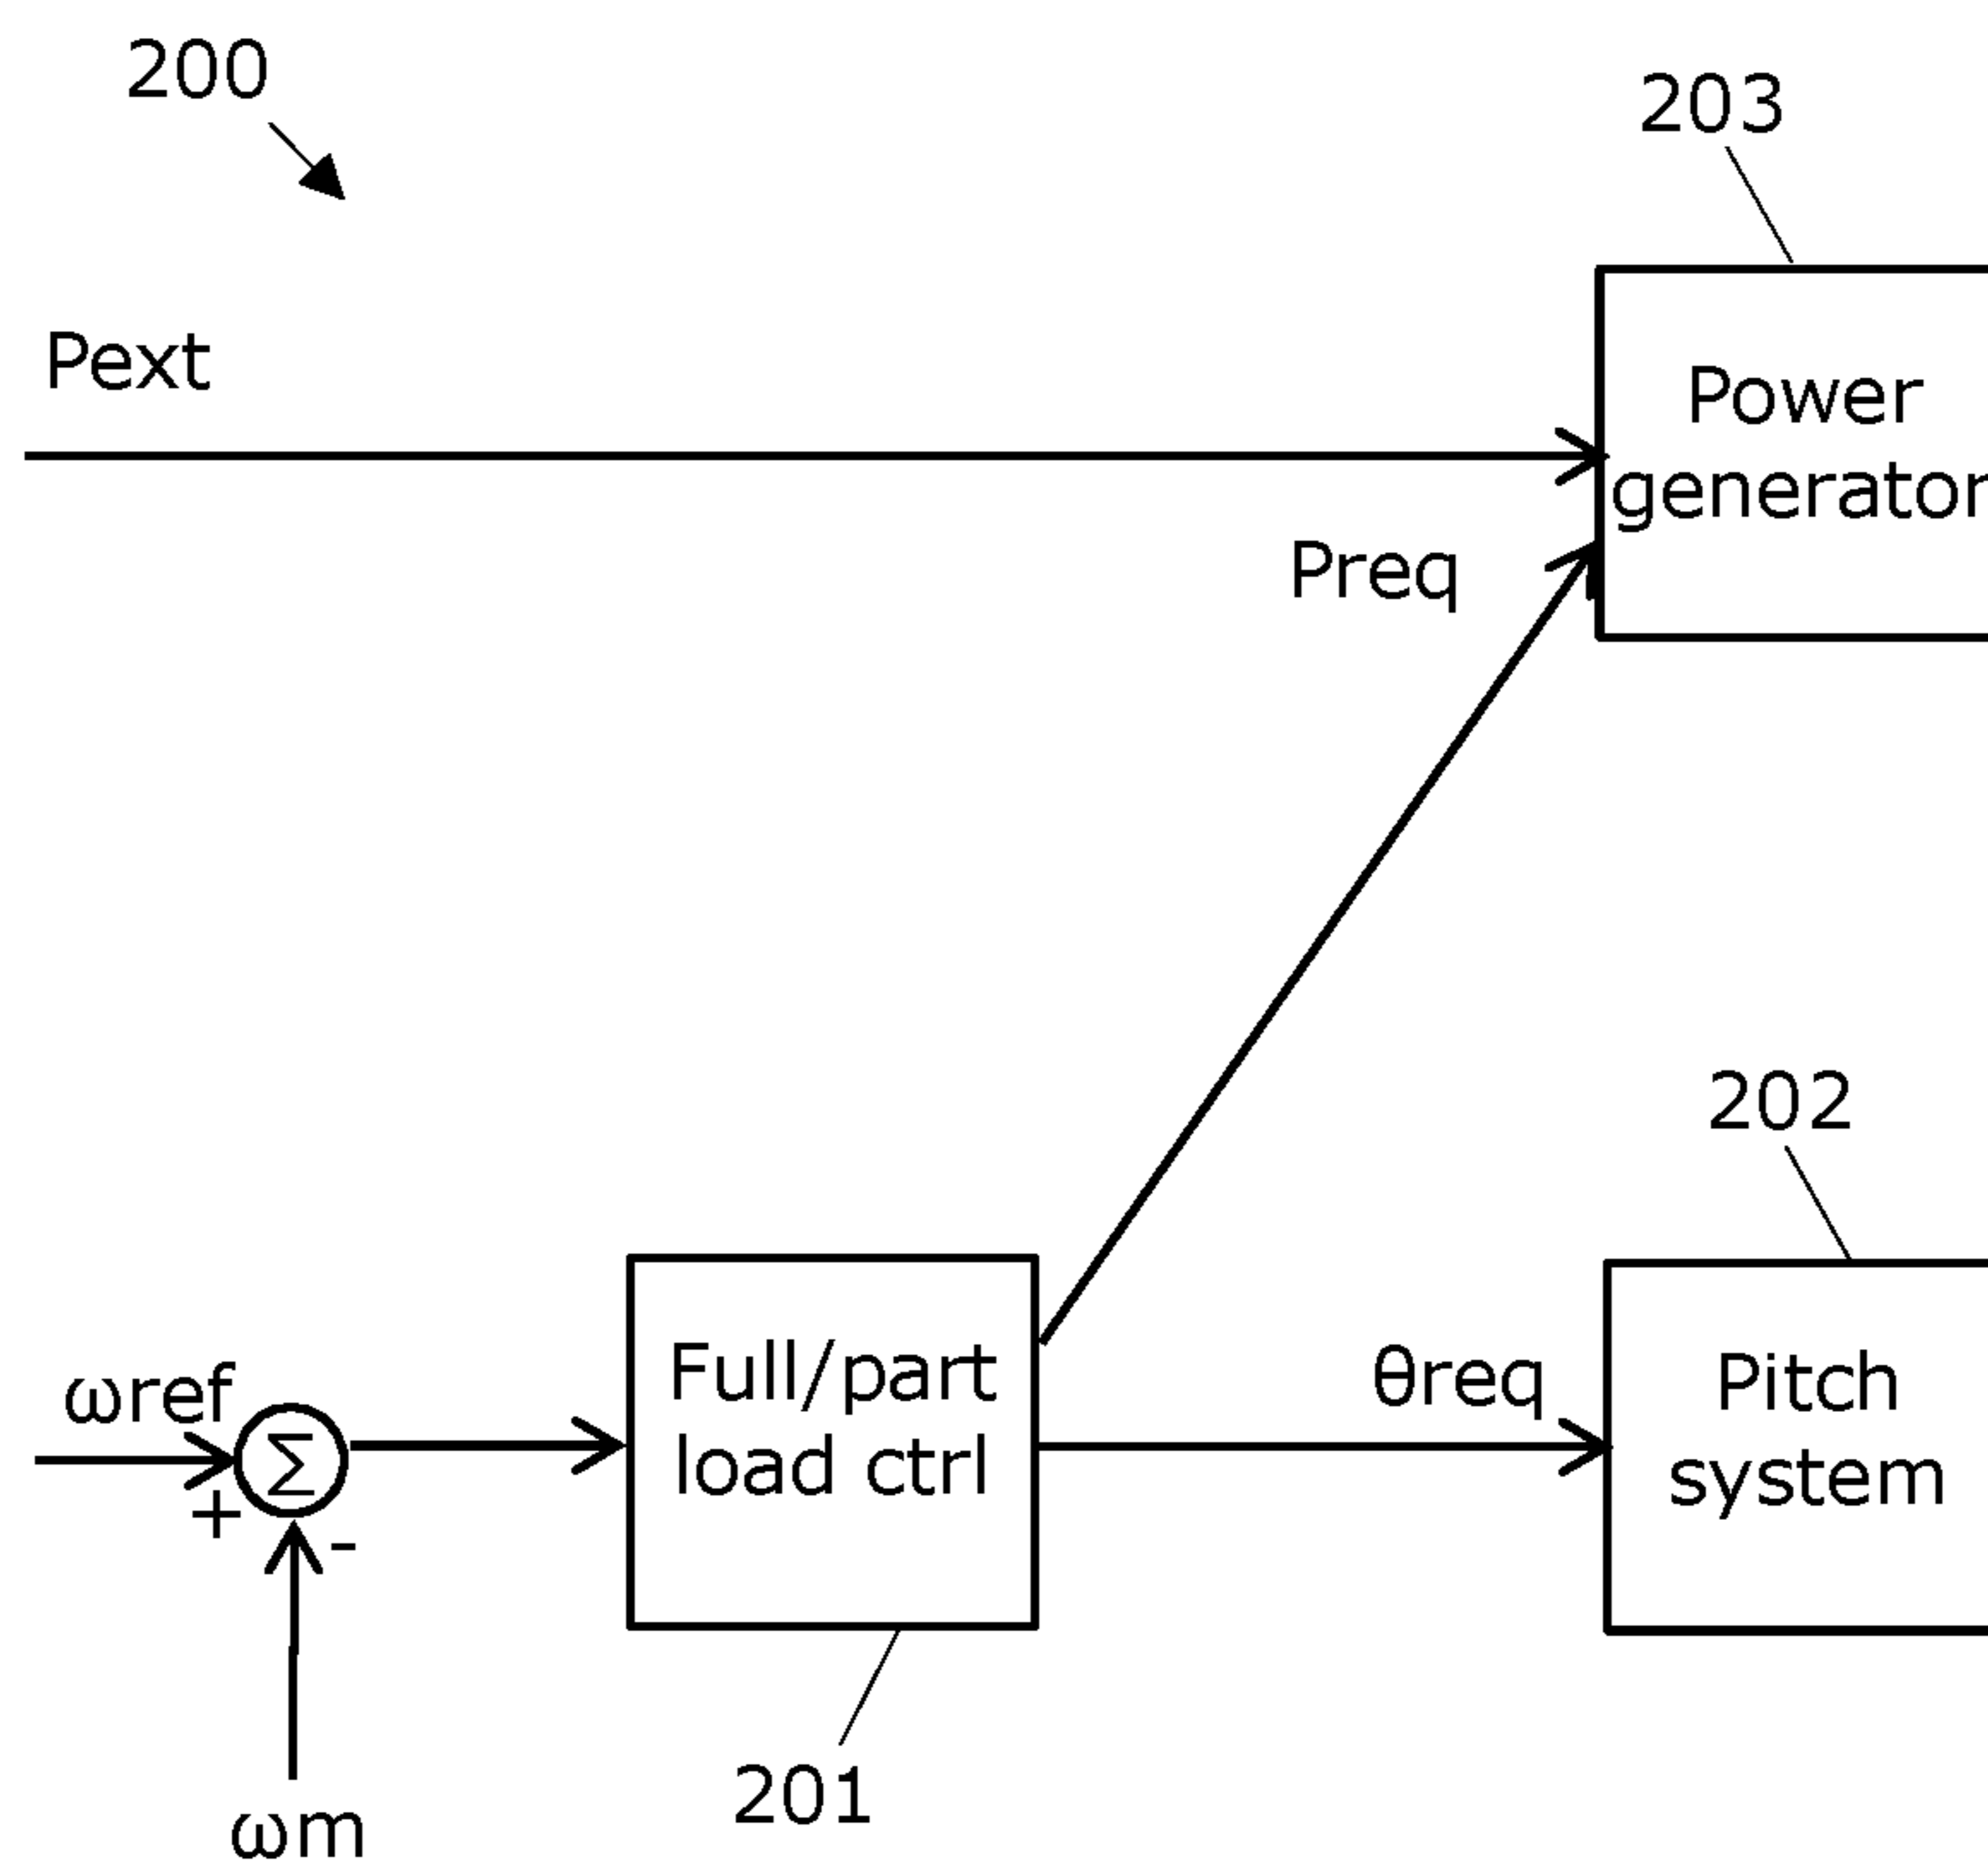 200
203
Pext
Power
generator
Preq
202
ωref
Σ
+
-
Full/part
load ctrl
θreq
Pitch
system
201
ωm